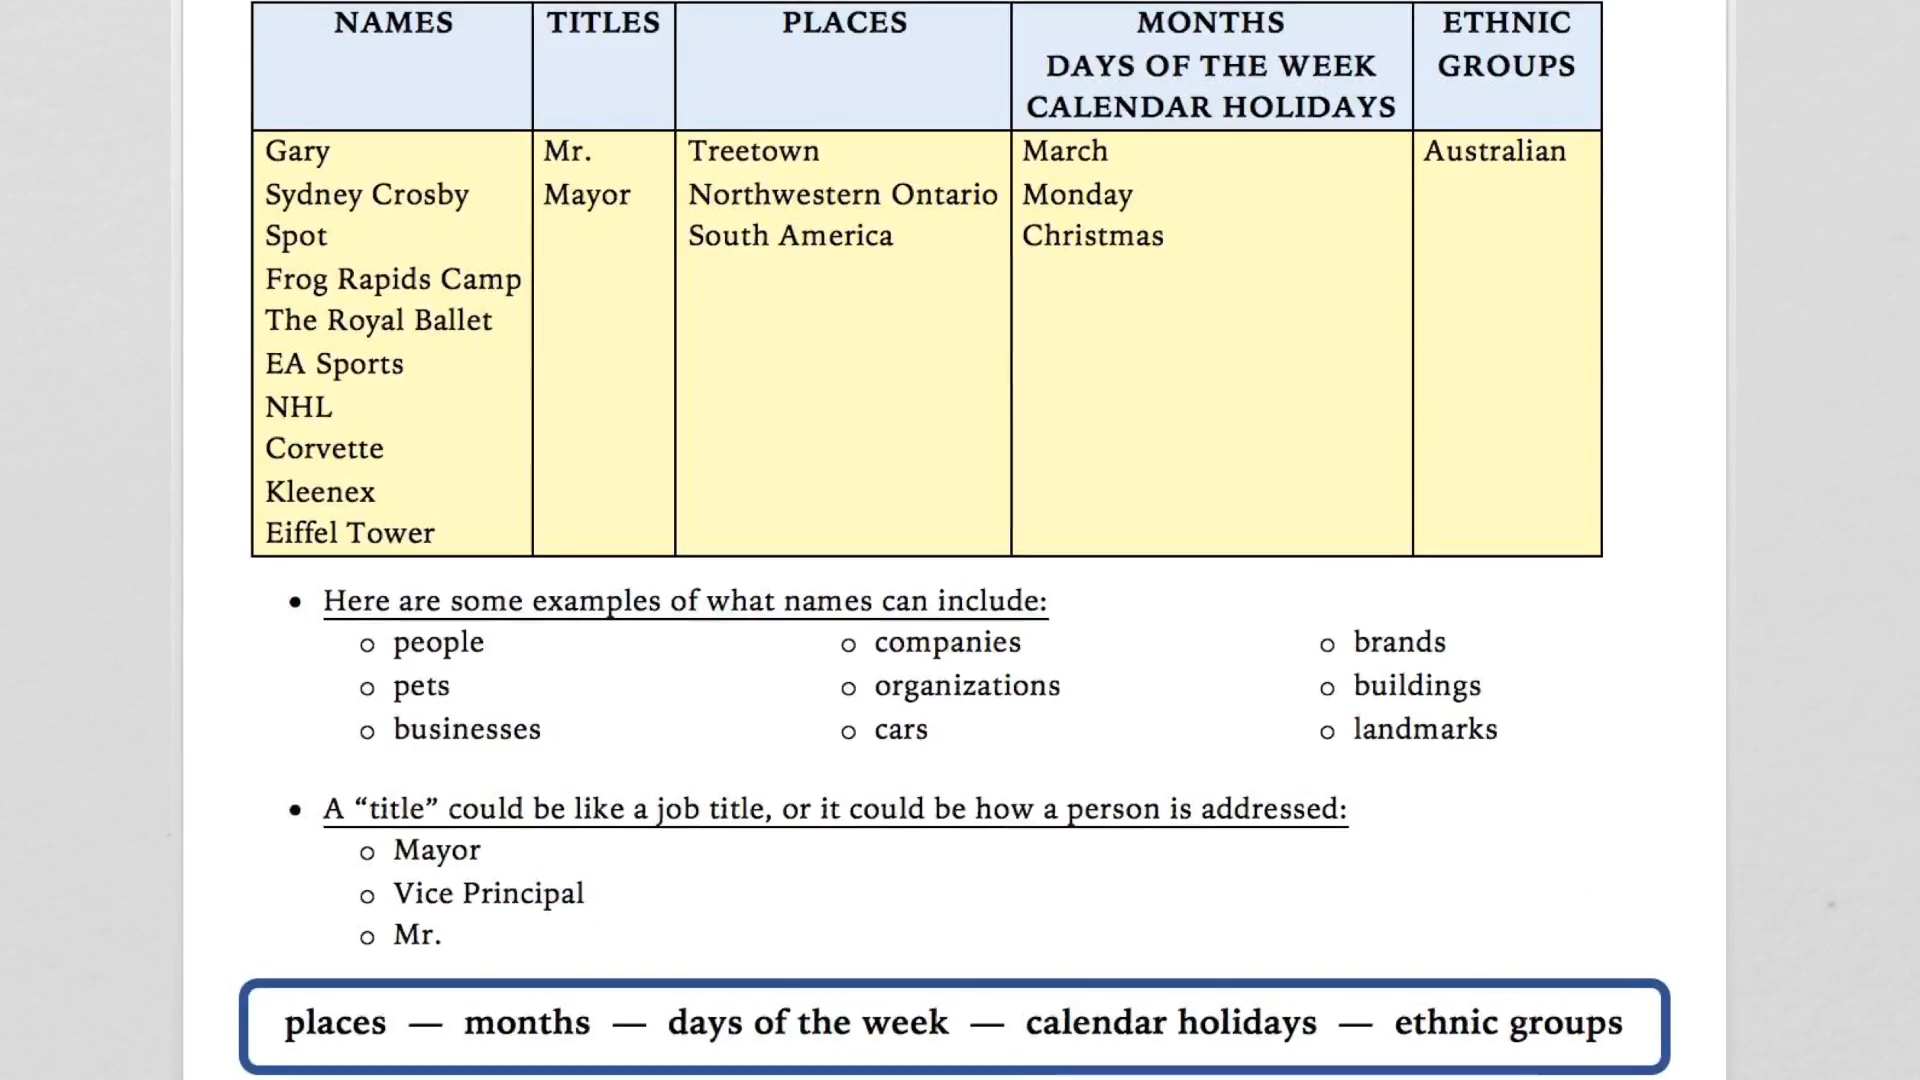 NAMES TITLES PLACES MONTHS ETHNIC
DAYS OF THE WEEK GROUPS
CALENDAR HOLIDAYS
Gary Mr. Treetown March Australian
Sydney Crosby Mayor Northwestern Ontario Monday
Spot South America Christmas
Frog Rapids Camp
The Royal Ballet
EA Sports
NHL
Corvette
Kleenex
Eiffel Tower
• Here are some examples of what names can include:
o people o companies o brands
o pets o organizations o buildings
o businesses o cars o landmarks
• A “title” could be like a job title, or it could be how a person is addressed:
o Mayor
o Vice Principal
o Mr.
places — months — days of the week — calendar holidays — ethnic groups